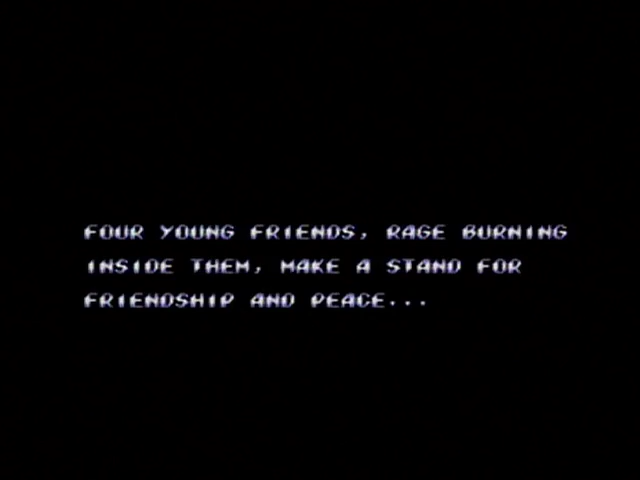 FOUR YOUNG FRIENDS, RAGE BURNING
INSIDE THEM, MAKE A STAND FOR
FRIENDSHIP AND PEACE...